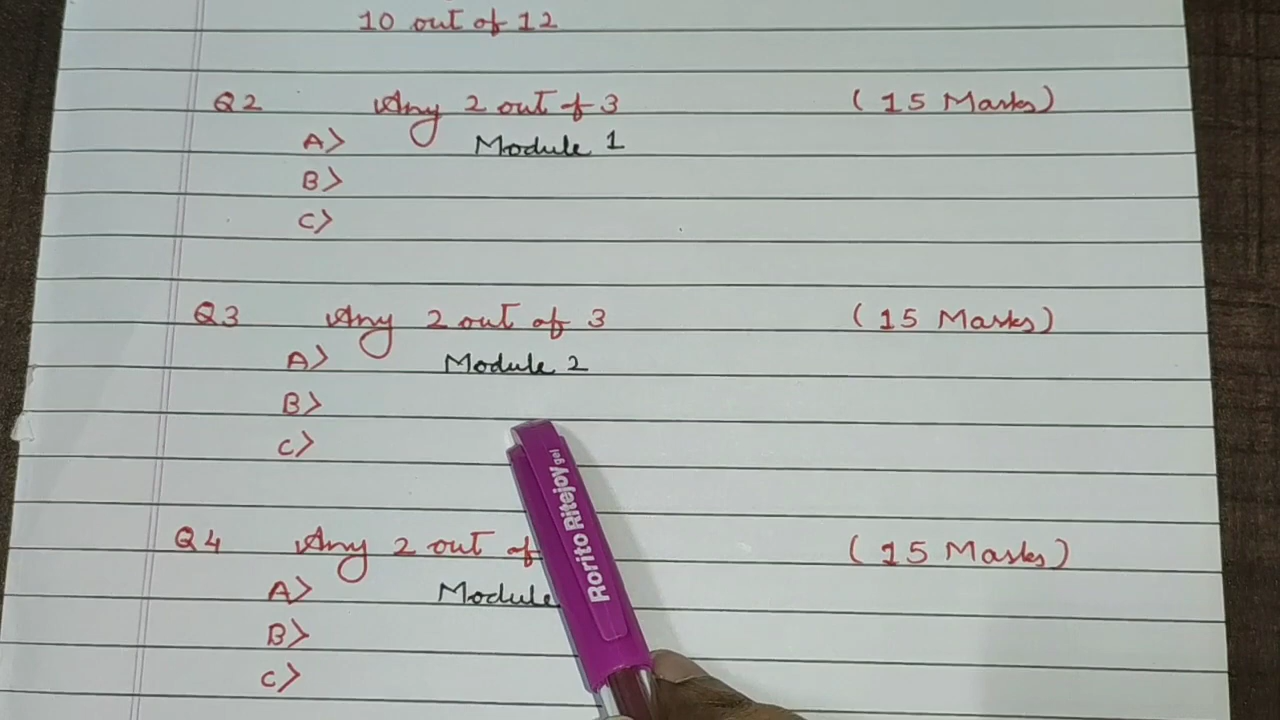 10 out of 12
Q2 Any 2 out of 3 (15 Marks)
A> Module 1
B>
C>
Q3 Any 2 out of 3 (15 Marks)
A> Module 2
B>
C>
Q4 Any 2 out of (15 Marks)
A> Module
B>
C>
Rorito Ritejoy gel